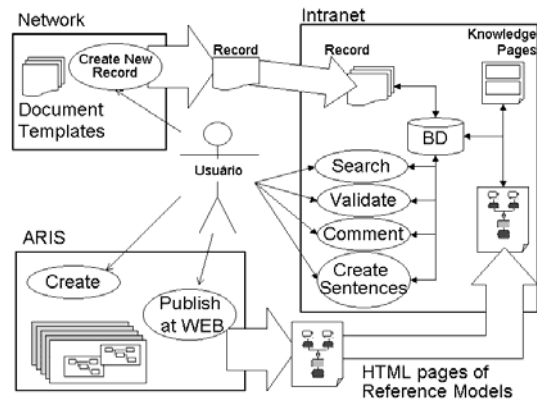 Network
Create New
Record
Document
Templates
Record
Intranet
Record
Knowledge
Pages
BD
Usuário
Search
Validate
Comment
Create
Sentences
ARIS
Create
Publish
at WEB
HTML pages of
Reference Models